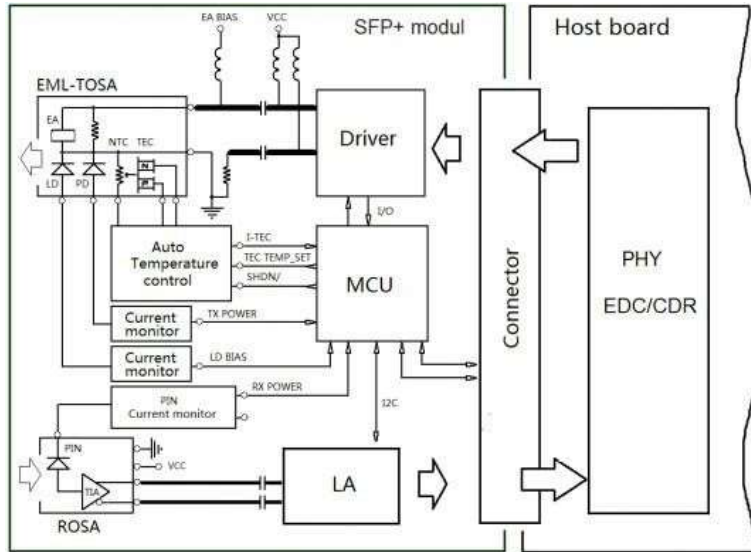 EA BIAS
VCC
SFP+ modul
Host board
EML-TOSA
EA
NTC TEC
N
P
LD
PD
Driver
I/O
Auto
Temperature
control
I-TEC
TEC TEMP_SET
SHDN/
MCU
Connector
PHY
EDC/CDR
Current
monitor
TX POWER
Current
monitor
LD BIAS
PIN
Current monitor
RX POWER
I2C
PIN
VCC
TIA
LA
ROSA